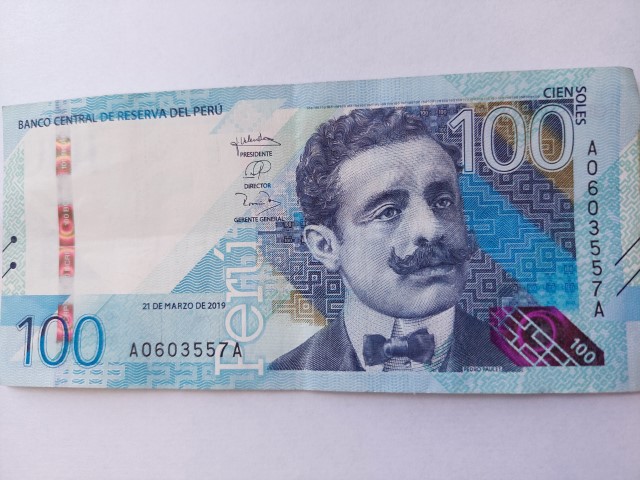 BANCO CENTRAL DE RESERVA DEL PERÚ
PRESIDENTE
DIRECTOR
GERENTE GENERAL
21 DE MARZO DE 2019
100
A0603557A
Perú
100
CIEN
SOLES
A0603557A
100